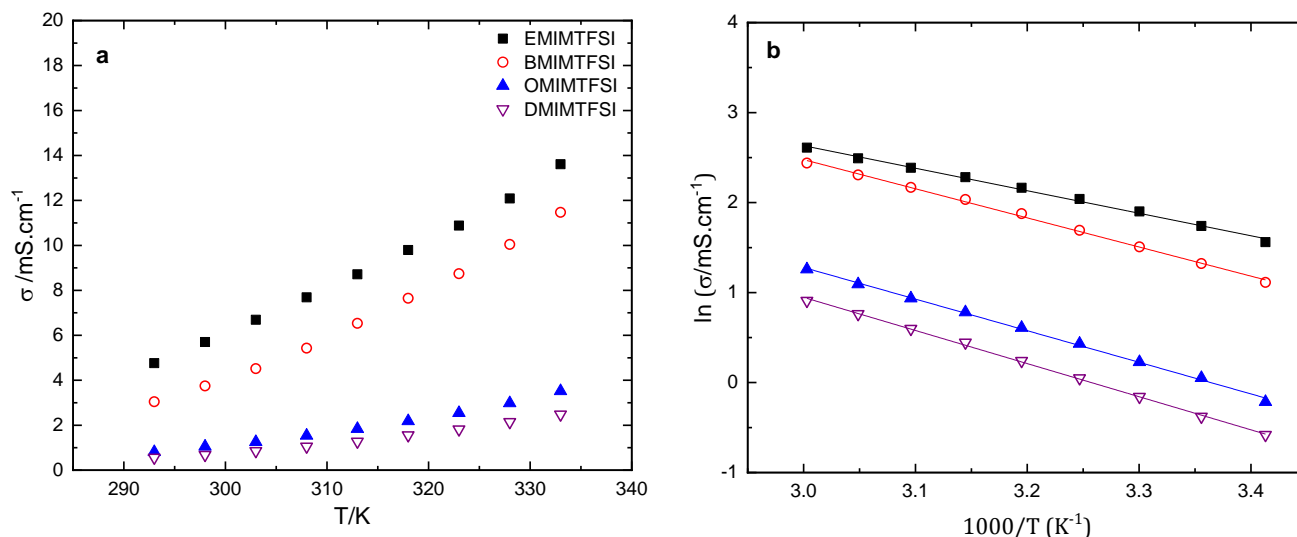 a
EMIMTFSI
BMIMTFSI
OMIMTFSI
DMIMTFSI
20
18
16
14
12
10
8
6
4
2
0
σ /mS.cm⁻¹
290 300 310 320 330 340
T/K
b
4
3
2
1
0
-1
ln (σ/mS.cm⁻¹)
3.0 3.1 3.2 3.3 3.4
1000/T (K⁻¹)